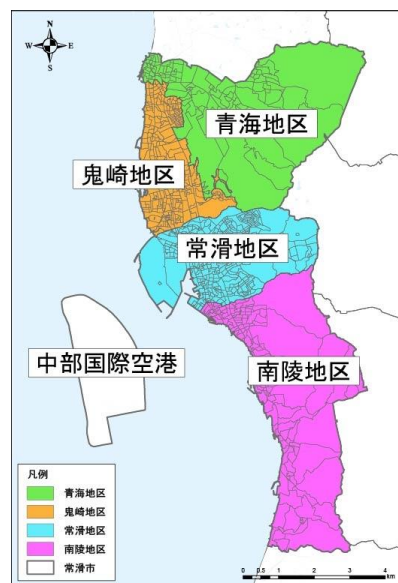 N
W E
S
青海地区
鬼崎地区
常滑地区
中部国際空港
南陵地区
凡例
青海地区
鬼崎地区
常滑地区
南陵地区
常滑市
0 0.5 1 2 3 4
km